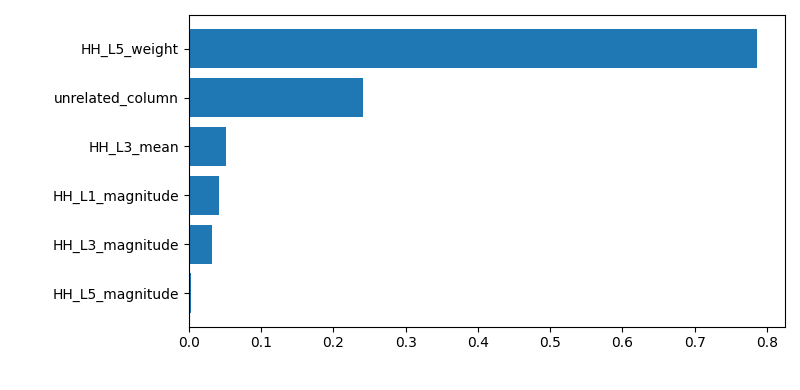 HH_L5_weight
unrelated_column
HH_L3_mean
HH_L1_magnitude
HH_L3_magnitude
HH_L5_magnitude
0.0 0.1 0.2 0.3 0.4 0.5 0.6 0.7 0.8